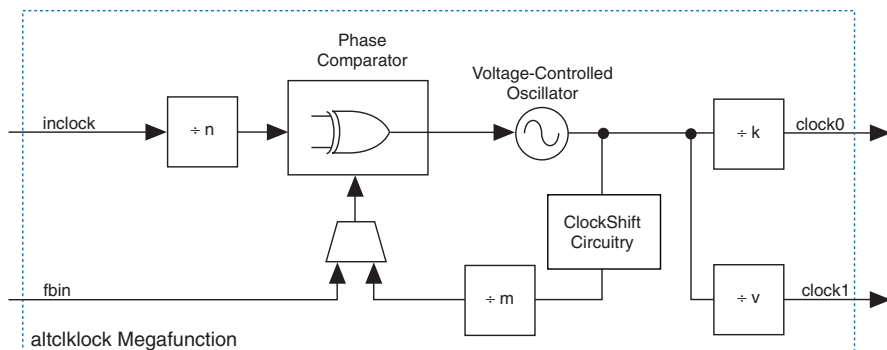 Phase
Comparator
Voltage-Controlled
Oscillator
inclock
÷ n
÷ k
clock0
ClockShift
Circuitry
fbin
÷ m
÷ v
clock1
altclklock Megafunction